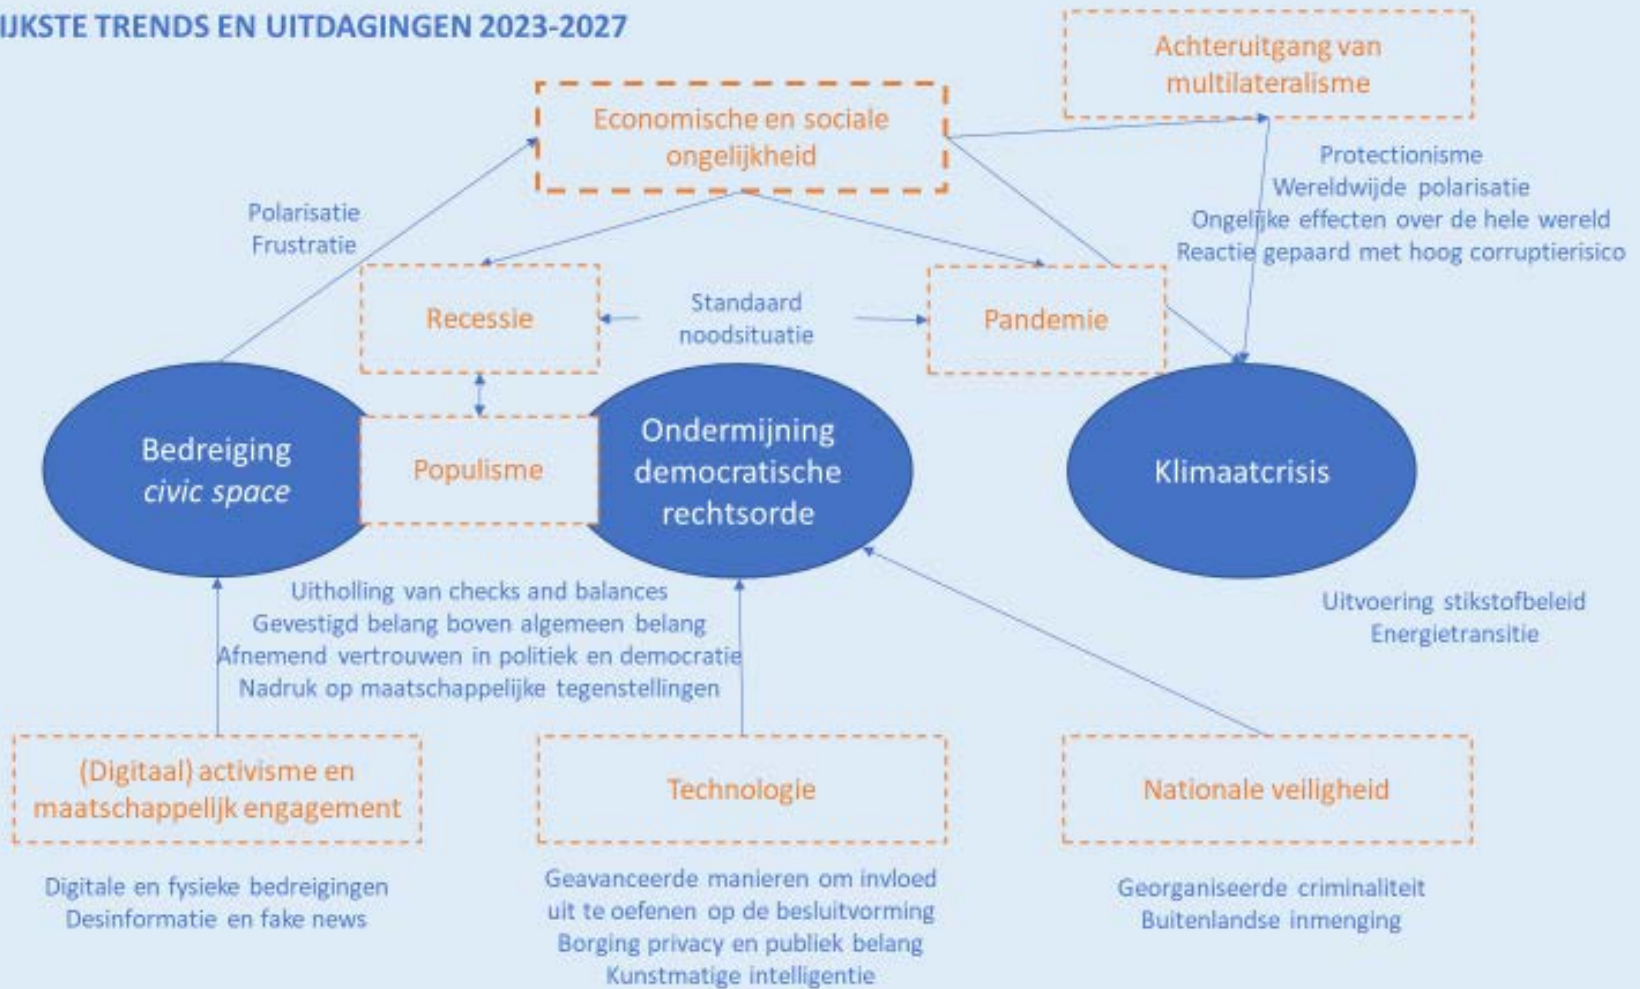 IJKSTE TRENDS EN UITDAGINGEN 2023-2027
Achteruitgang van
multilateralisme
Economische en sociale
ongelijkheid
Protectionisme
Wereldwijde polarisatie
Ongelijke effecten over de hele wereld
Reactie gepaard met hoog corruptierisico
Polarisatie
Frustratie
Recessie
Standaard
noodsituatie
Pandemie
Bedreiging
civic space
Populisme
Ondermijning
democratische
rechtsorde
Klimaatcrisis
Uitholling van checks and balances
Gevestigd belang boven algemeen belang
Afnemend vertrouwen in politiek en democratie
Nadruk op maatschappelijke tegenstellingen
Uitvoering stikstofbeleid
Energietransitie
(Digitaal) activisme en
maatschappelijk engagement
Technologie
Nationale veiligheid
Digitale en fysieke bedreigingen
Desinformatie en fake news
Geavanceerde manieren om invloed
uit te oefenen op de besluitvorming
Borging privacy en publiek belang
Kunstmatige intelligentie
Georganiseerde criminaliteit
Buitenlandse inmenging